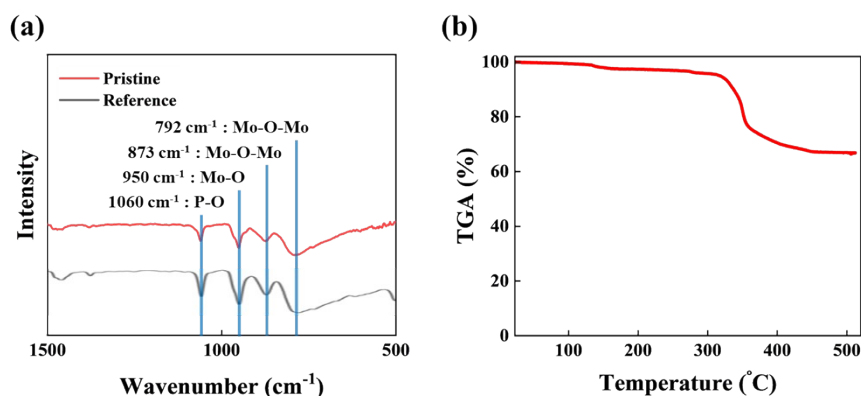 (a)
Pristine
Reference
792 cm⁻¹ : Mo-O-Mo
873 cm⁻¹ : Mo-O-Mo
950 cm⁻¹ : Mo-O
1060 cm⁻¹ : P-O
Intensity
1500 1000 500
Wavenumber (cm⁻¹)
(b)
100
80
60
40
20
0
TGA (%)
100 200 300 400 500
Temperature (°C)